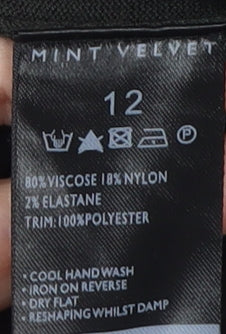 MINT VELVET
12
P
80% VISCOSE 18% NYLON
2% ELASTANE
TRIM:100%POLYESTER
• COOL HAND WASH
• IRON ON REVERSE
• DRY FLAT
• RESHAPING WHILST DAMP